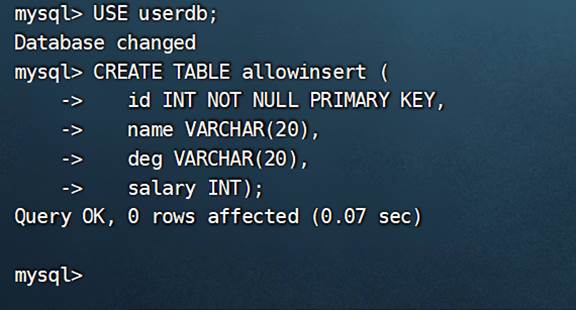 mysql> USE userdb;
Database changed
mysql> CREATE TABLE allowinsert (
    ->    id INT NOT NULL PRIMARY KEY,
    ->    name VARCHAR(20),
    ->    deg VARCHAR(20),
    ->    salary INT);
Query OK, 0 rows affected (0.07 sec)

mysql>